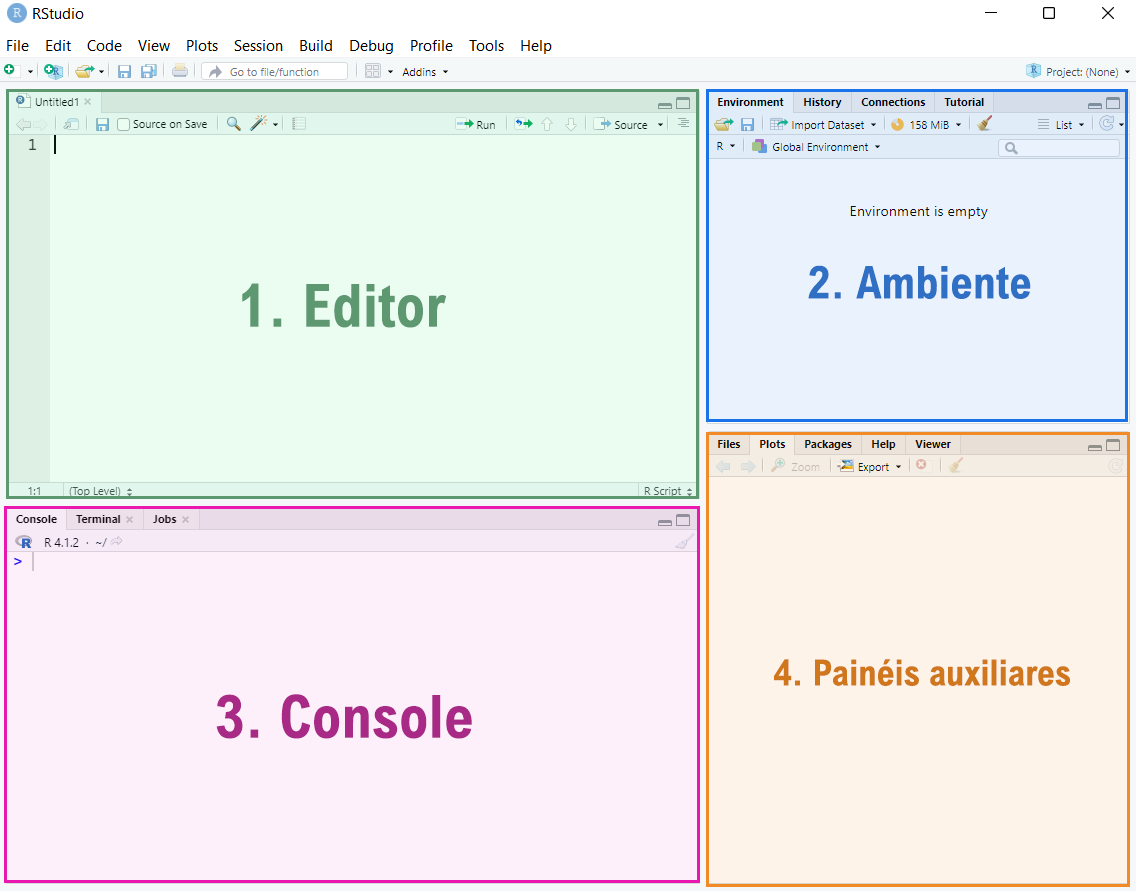 RStudio
File Edit Code View Plots Session Build Debug Profile Tools Help
Go to file/function Addins Project: (None)
Untitled1
Source on Save Run Source
1
1. Editor
1:1 (Top Level) R Script
Environment History Connections Tutorial
Import Dataset 158 MiB List
R Global Environment
Environment is empty
2. Ambiente
Console Terminal Jobs
R 4.1.2 · ~/
>
3. Console
Files Plots Packages Help Viewer
Zoom Export
4. Painéis auxiliares